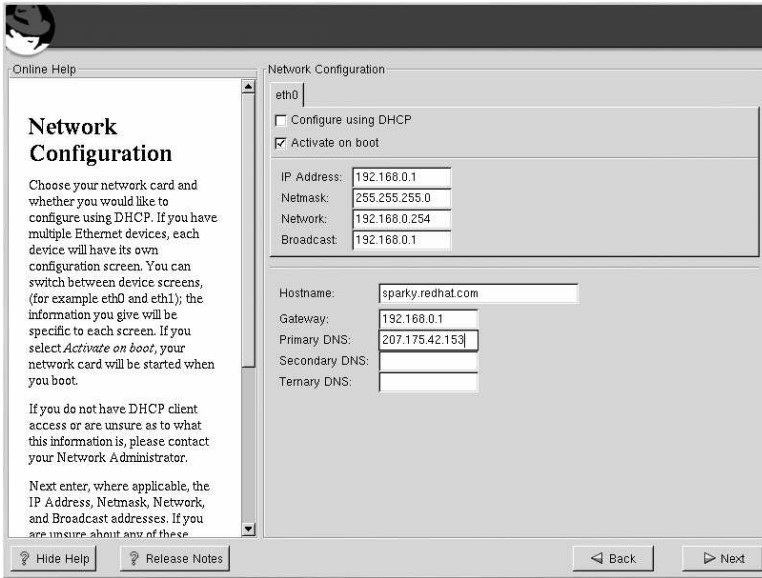 Online Help
Network
Configuration
Choose your network card and
whether you would like to
configure using DHCP. If you have
multiple Ethernet devices, each
device will have its own
configuration screen. You can
switch between device screens,
(for example eth0 and eth1); the
information you give will be
specific to each screen. If you
select Activate on boot, your
network card will be started when
you boot.
If you do not have DHCP client
access or are unsure as to what
this information is, please contact
your Network Administrator.
Next enter, where applicable, the
IP Address, Netmask, Network,
and Broadcast addresses. If you
are unsure about any of these
Network Configuration
eth0
Configure using DHCP
Activate on boot
IP Address: 192.168.0.1
Netmask: 255.255.255.0
Network: 192.168.0.254
Broadcast: 192.168.0.1
Hostname: sparky.redhat.com
Gateway: 192.168.0.1
Primary DNS: 207.175.42.153
Secondary DNS:
Ternary DNS:
? Hide Help
? Release Notes
Back
Next